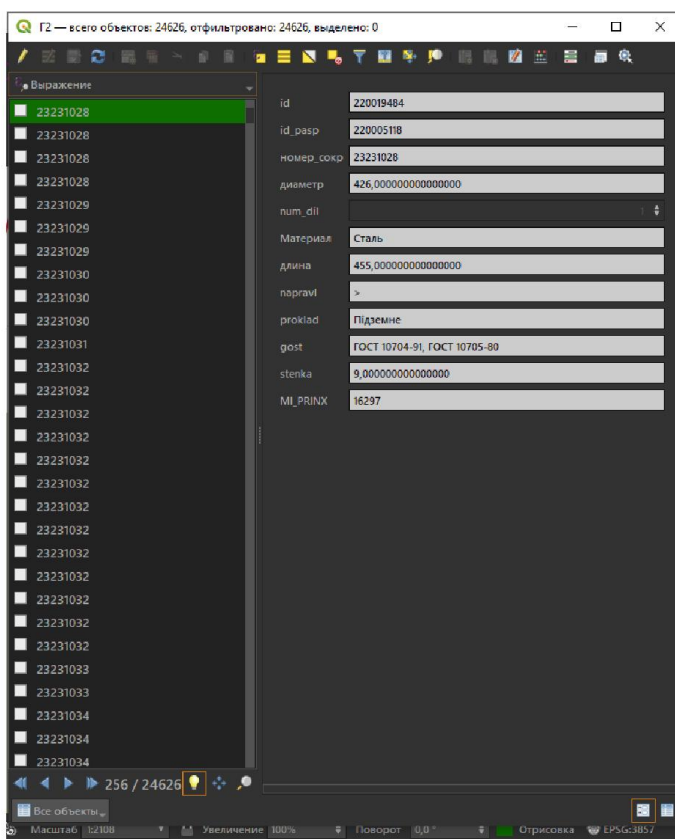 Г2 — всего объектов: 24626, отфильтровано: 24626, выделено: 0
Выражение
23231028
23231028
23231028
23231028
23231029
23231029
23231029
23231030
23231030
23231030
23231031
23231032
23231032
23231032
23231032
23231032
23231032
23231032
23231032
23231032
23231032
23231032
23231032
23231032
23231033
23231033
23231034
23231034
23231034
id 220019484
id_pasp 220005118
номер_сокр 23231028
диаметр 426,000000000000000
num_dil 1
Материал Сталь
длина 455,000000000000000
napravl >
proklad Підземне
gost ГОСТ 10704-91, ГОСТ 10705-80
stenka 9,000000000000000
MI_PRINX 16297
256 / 24626
Все объекты
Масштаб 1:2108 Увеличение 100% Поворот 0,0 ° Отрисовка EPSG:3857